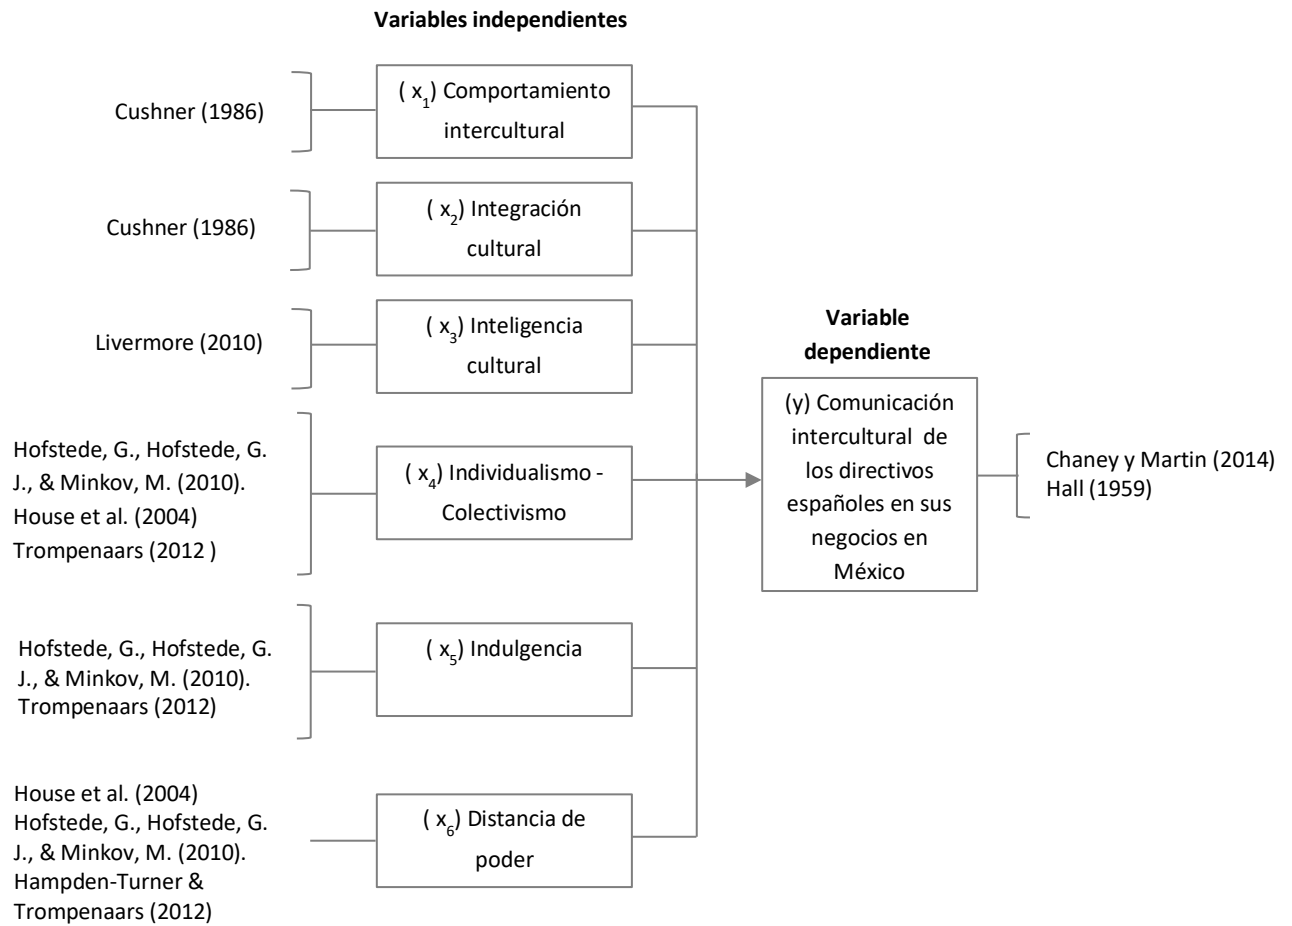 Variables independientes
Cushner (1986)
( x1) Comportamiento
intercultural
Cushner (1986)
( x2) Integración
cultural
Livermore (2010)
( x3) Inteligencia
cultural
Hofstede, G., Hofstede, G.
J., & Minkov, M. (2010).
House et al. (2004)
Trompenaars (2012 )
( x4) Individualismo -
Colectivismo
Hofstede, G., Hofstede, G.
J., & Minkov, M. (2010).
Trompenaars (2012)
( x5) Indulgencia
House et al. (2004)
Hofstede, G., Hofstede, G.
J., & Minkov, M. (2010).
Hampden-Turner &
Trompenaars (2012)
( x6) Distancia de
poder
Variable
dependiente
(y) Comunicación
intercultural de
los directivos
españoles en sus
negocios en
México
Chaney y Martin (2014)
Hall (1959)